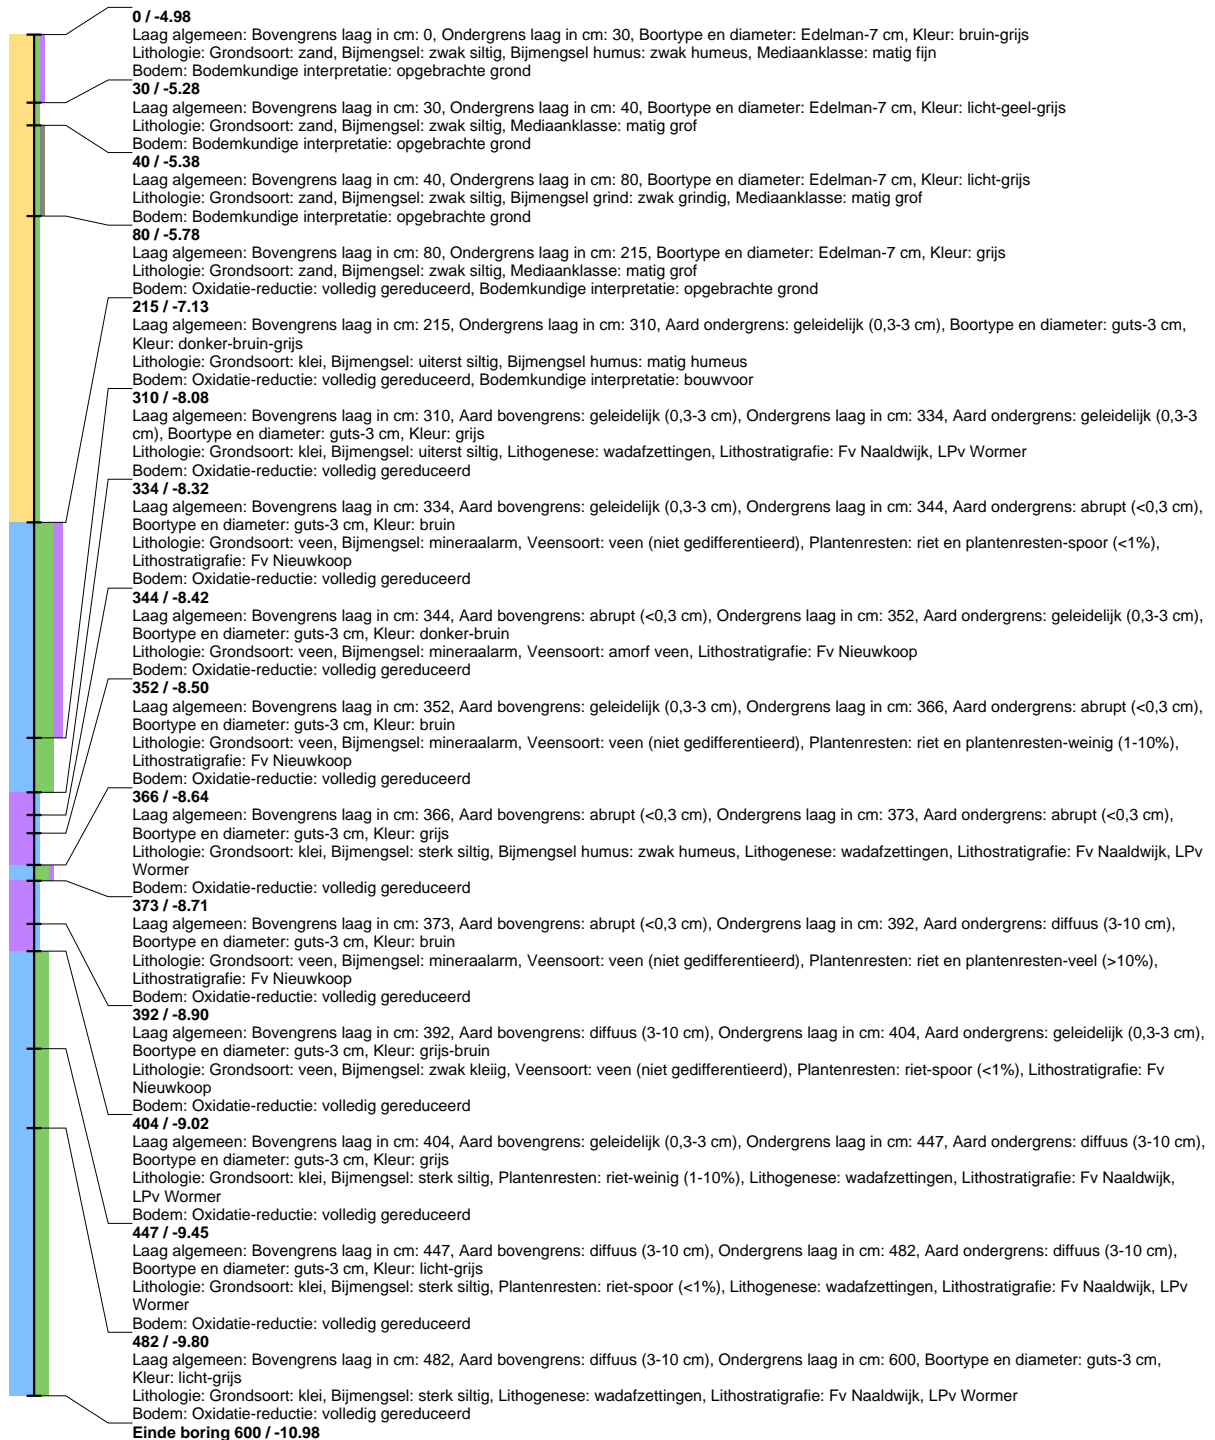 0 / -4.98
Laag algemeen: Bovengrens laag in cm: 0, Ondergrens laag in cm: 30, Boortype en diameter: Edelman-7 cm, Kleur: bruin-grijs
Lithologie: Grondsoort: zand, Bijmengsel: zwak siltig, Bijmengsel humus: zwak humeus, Mediaanklasse: matig fijn
Bodem: Bodemkundige interpretatie: opgebrachte grond
30 / -5.28
Laag algemeen: Bovengrens laag in cm: 30, Ondergrens laag in cm: 40, Boortype en diameter: Edelman-7 cm, Kleur: licht-geel-grijs
Lithologie: Grondsoort: zand, Bijmengsel: zwak siltig, Mediaanklasse: matig grof
Bodem: Bodemkundige interpretatie: opgebrachte grond
40 / -5.38
Laag algemeen: Bovengrens laag in cm: 40, Ondergrens laag in cm: 80, Boortype en diameter: Edelman-7 cm, Kleur: licht-grijs
Lithologie: Grondsoort: zand, Bijmengsel: zwak siltig, Bijmengsel grind: zwak grindig, Mediaanklasse: matig grof
Bodem: Bodemkundige interpretatie: opgebrachte grond
80 / -5.78
Laag algemeen: Bovengrens laag in cm: 80, Ondergrens laag in cm: 215, Boortype en diameter: Edelman-7 cm, Kleur: grijs
Lithologie: Grondsoort: zand, Bijmengsel: zwak siltig, Mediaanklasse: matig grof
Bodem: Oxidatie-reductie: volledig gereduceerd, Bodemkundige interpretatie: opgebrachte grond
215 / -7.13
Laag algemeen: Bovengrens laag in cm: 215, Ondergrens laag in cm: 310, Aard ondergrens: geleidelijk (0,3-3 cm), Boortype en diameter: guts-3 cm,
Kleur: donker-bruin-grijs
Lithologie: Grondsoort: klei, Bijmengsel: uiterst siltig, Bijmengsel humus: matig humeus
Bodem: Oxidatie-reductie: volledig gereduceerd, Bodemkundige interpretatie: bouwvoor
310 / -8.08
Laag algemeen: Bovengrens laag in cm: 310, Aard bovengrens: geleidelijk (0,3-3 cm), Ondergrens laag in cm: 334, Aard ondergrens: geleidelijk (0,3-3
cm), Boortype en diameter: guts-3 cm, Kleur: grijs
Lithologie: Grondsoort: klei, Bijmengsel: uiterst siltig, Lithogenese: wadafzettingen, Lithostratigrafie: Fv Naaldwijk, LPv Wormer
Bodem: Oxidatie-reductie: volledig gereduceerd
334 / -8.32
Laag algemeen: Bovengrens laag in cm: 334, Aard bovengrens: geleidelijk (0,3-3 cm), Ondergrens laag in cm: 344, Aard ondergrens: abrupt (<0,3 cm),
Boortype en diameter: guts-3 cm, Kleur: bruin
Lithologie: Grondsoort: veen, Bijmengsel: mineraalarm, Veensoort: veen (niet gedifferentieerd), Plantenresten: riet en plantenresten-spoor (<1%),
Lithostratigrafie: Fv Nieuwkoop
Bodem: Oxidatie-reductie: volledig gereduceerd
344 / -8.42
Laag algemeen: Bovengrens laag in cm: 344, Aard bovengrens: abrupt (<0,3 cm), Ondergrens laag in cm: 352, Aard ondergrens: geleidelijk (0,3-3 cm),
Boortype en diameter: guts-3 cm, Kleur: donker-bruin
Lithologie: Grondsoort: veen, Bijmengsel: mineraalarm, Veensoort: amorf veen, Lithostratigrafie: Fv Nieuwkoop
Bodem: Oxidatie-reductie: volledig gereduceerd
352 / -8.50
Laag algemeen: Bovengrens laag in cm: 352, Aard bovengrens: geleidelijk (0,3-3 cm), Ondergrens laag in cm: 366, Aard ondergrens: abrupt (<0,3 cm),
Boortype en diameter: guts-3 cm, Kleur: bruin
Lithologie: Grondsoort: veen, Bijmengsel: mineraalarm, Veensoort: veen (niet gedifferentieerd), Plantenresten: riet en plantenresten-weinig (1-10%),
Lithostratigrafie: Fv Nieuwkoop
Bodem: Oxidatie-reductie: volledig gereduceerd
366 / -8.64
Laag algemeen: Bovengrens laag in cm: 366, Aard bovengrens: abrupt (<0,3 cm), Ondergrens laag in cm: 373, Aard ondergrens: abrupt (<0,3 cm),
Boortype en diameter: guts-3 cm, Kleur: grijs
Lithologie: Grondsoort: klei, Bijmengsel: sterk siltig, Bijmengsel humus: zwak humeus, Lithogenese: wadafzettingen, Lithostratigrafie: Fv Naaldwijk, LPv
Wormer
Bodem: Oxidatie-reductie: volledig gereduceerd
373 / -8.71
Laag algemeen: Bovengrens laag in cm: 373, Aard bovengrens: abrupt (<0,3 cm), Ondergrens laag in cm: 392, Aard ondergrens: diffuus (3-10 cm),
Boortype en diameter: guts-3 cm, Kleur: bruin
Lithologie: Grondsoort: veen, Bijmengsel: mineraalarm, Veensoort: veen (niet gedifferentieerd), Plantenresten: riet en plantenresten-veel (>10%),
Lithostratigrafie: Fv Nieuwkoop
Bodem: Oxidatie-reductie: volledig gereduceerd
392 / -8.90
Laag algemeen: Bovengrens laag in cm: 392, Aard bovengrens: diffuus (3-10 cm), Ondergrens laag in cm: 404, Aard ondergrens: geleidelijk (0,3-3 cm),
Boortype en diameter: guts-3 cm, Kleur: grijs-bruin
Lithologie: Grondsoort: veen, Bijmengsel: zwak kleiig, Veensoort: veen (niet gedifferentieerd), Plantenresten: riet-spoor (<1%), Lithostratigrafie: Fv
Nieuwkoop
Bodem: Oxidatie-reductie: volledig gereduceerd
404 / -9.02
Laag algemeen: Bovengrens laag in cm: 404, Aard bovengrens: geleidelijk (0,3-3 cm), Ondergrens laag in cm: 447, Aard ondergrens: diffuus (3-10 cm),
Boortype en diameter: guts-3 cm, Kleur: grijs
Lithologie: Grondsoort: klei, Bijmengsel: sterk siltig, Plantenresten: riet-weinig (1-10%), Lithogenese: wadafzettingen, Lithostratigrafie: Fv Naaldwijk,
LPv Wormer
Bodem: Oxidatie-reductie: volledig gereduceerd
447 / -9.45
Laag algemeen: Bovengrens laag in cm: 447, Aard bovengrens: diffuus (3-10 cm), Ondergrens laag in cm: 482, Aard ondergrens: diffuus (3-10 cm),
Boortype en diameter: guts-3 cm, Kleur: licht-grijs
Lithologie: Grondsoort: klei, Bijmengsel: sterk siltig, Plantenresten: riet-spoor (<1%), Lithogenese: wadafzettingen, Lithostratigrafie: Fv Naaldwijk, LPv
Wormer
Bodem: Oxidatie-reductie: volledig gereduceerd
482 / -9.80
Laag algemeen: Bovengrens laag in cm: 482, Aard bovengrens: diffuus (3-10 cm), Ondergrens laag in cm: 600, Boortype en diameter: guts-3 cm,
Kleur: licht-grijs
Lithologie: Grondsoort: klei, Bijmengsel: sterk siltig, Lithogenese: wadafzettingen, Lithostratigrafie: Fv Naaldwijk, LPv Wormer
Bodem: Oxidatie-reductie: volledig gereduceerd
Einde boring 600 / -10.98